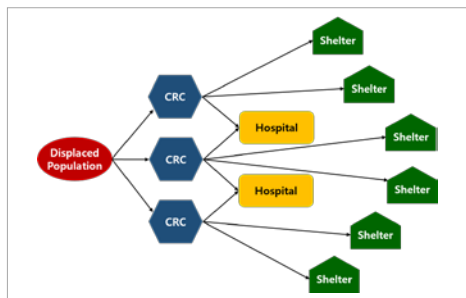 Shelter
Shelter
CRC
Hospital
Shelter
Displaced
Population
CRC
Hospital
Shelter
CRC
Shelter
Shelter